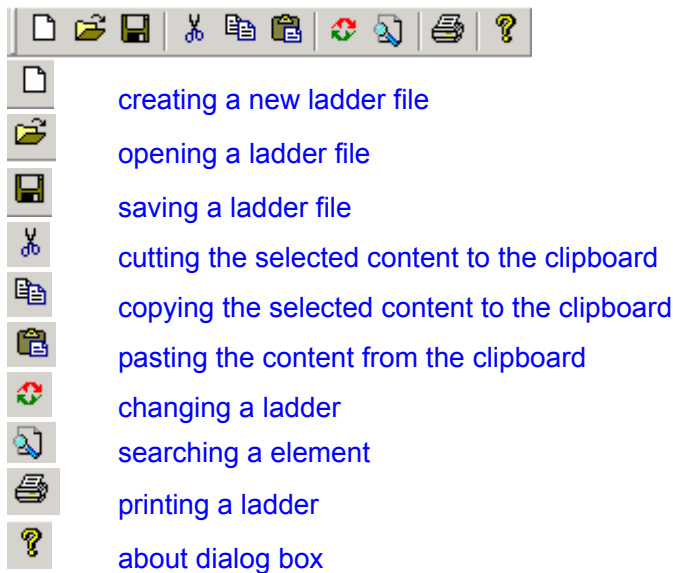 creating a new ladder file
opening a ladder file
saving a ladder file
cutting the selected content to the clipboard
copying the selected content to the clipboard
pasting the content from the clipboard
changing a ladder
searching a element
printing a ladder
about dialog box